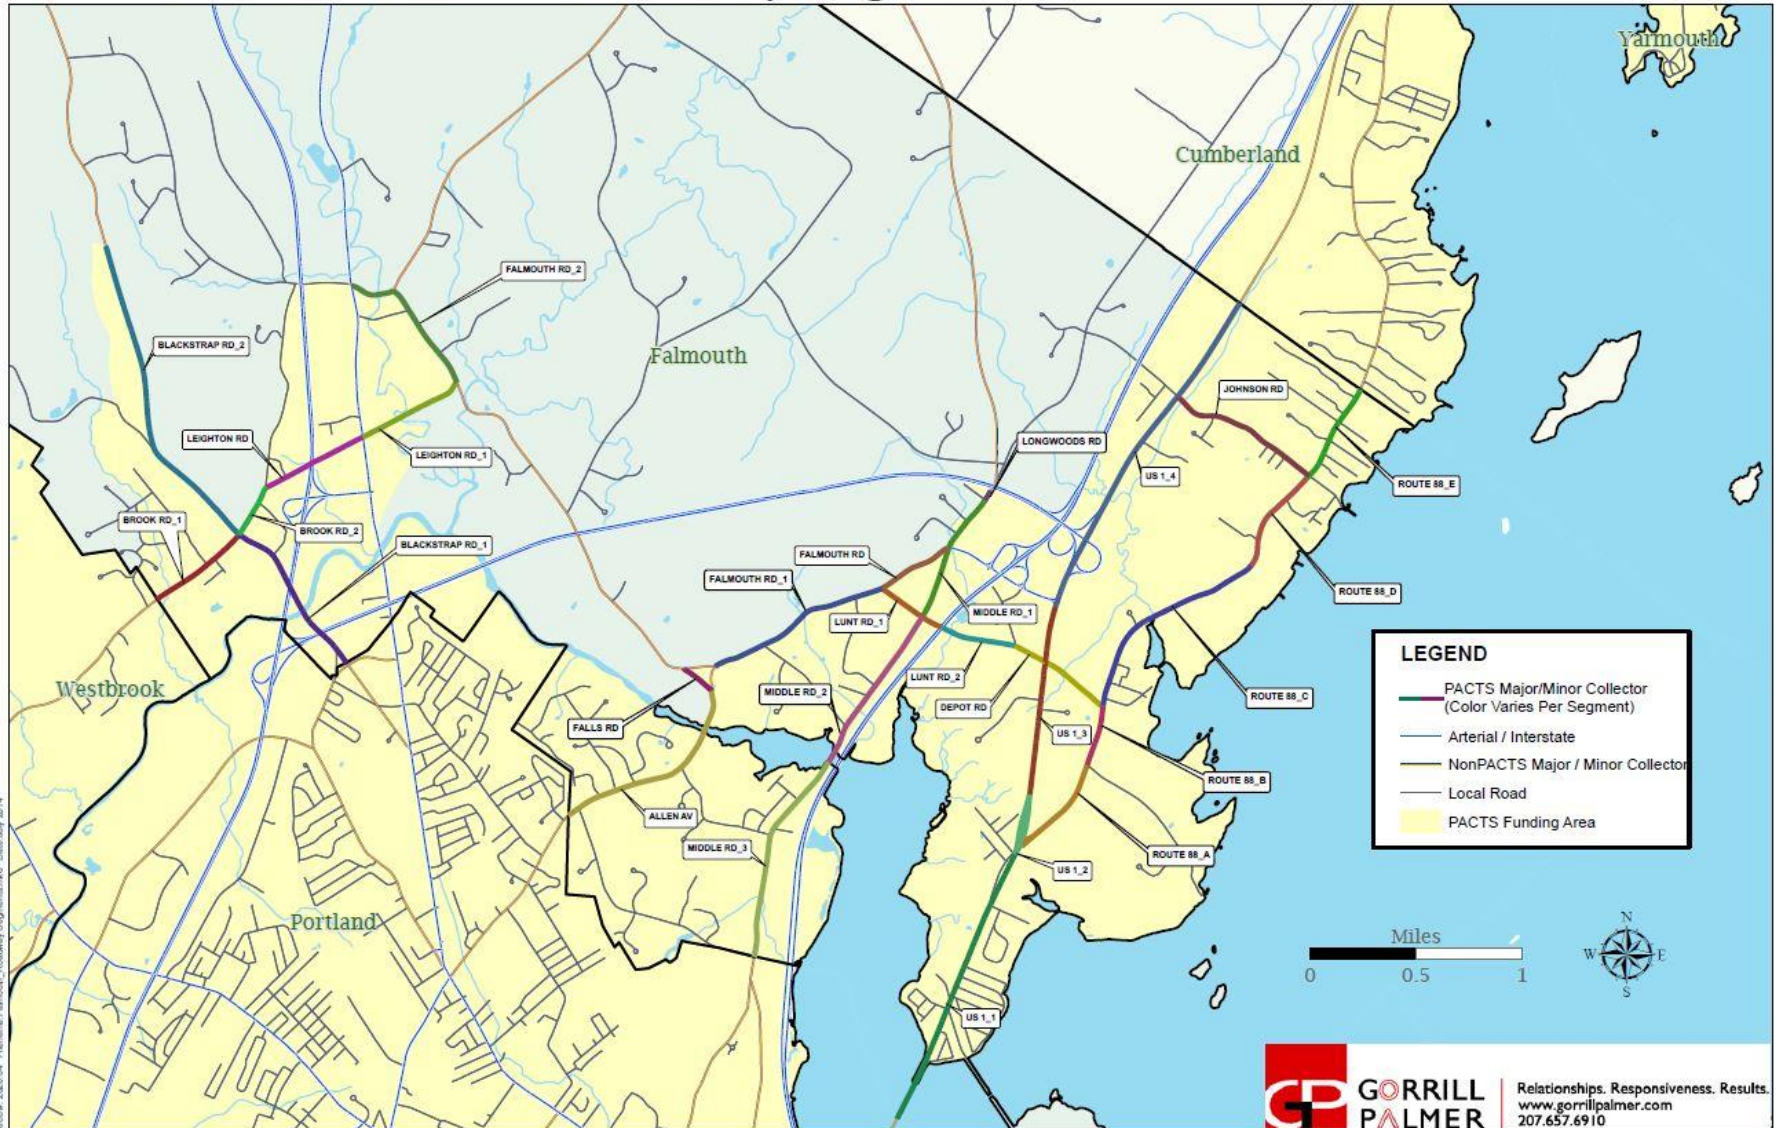 Yarmouth
Cumberland
FALMOUTH RD_2
BLACKSTRAP RD_2
Falmouth
JOHNSON RD
LEIGHTON RD
LONGWOODS RD
LEIGHTON RD_1
US 1_4
ROUTE 88_E
BROOK RD_1
BROOK RD_2
BLACKSTRAP RD_1
FALMOUTH RD
FALMOUTH RD_1
ROUTE 88_D
MIDDLE RD_1
LUNT RD_1
LUNT RD_2
Westbrook
MIDDLE RD_2
ROUTE 88_C
DEPOT RD
FALLS RD
US 1_3
ROUTE 88_B
ALLEN AV
MIDDLE RD_3
ROUTE 88_A
US 1_2
Portland
US 1_1
LEGEND
PACTS Major/Minor Collector
(Color Varies Per Segment)
Arterial / Interstate
NonPACTS Major / Minor Collector
Local Road
PACTS Funding Area
Miles
0 0.5 1
N
W E
S
GP
GORRILL
PALMER
Relationships. Responsiveness. Results.
www.gorrillpalmer.com
207.657.6910